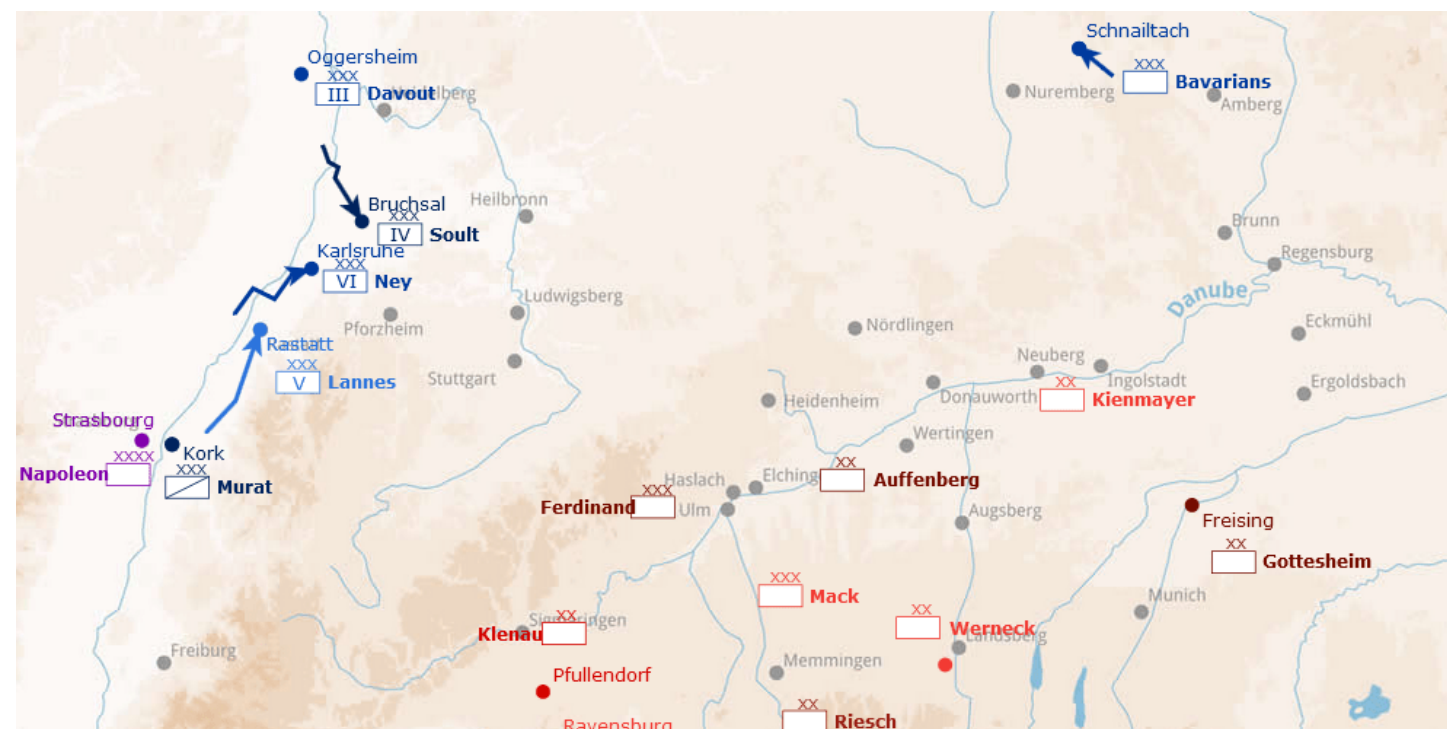 Schnailtach
Oggersheim
XXX
III Davout
XXX
Bavarians
Nuremberg
Amberg
Bruchsal
XXX
IV Soult
Heilbronn
Brunn
Karlsruhe
XXX
VI Ney
Regensburg
Ludwigsberg
Danube
Pforzheim
Nördlingen
Eckmühl
Rastatt
XXX
V Lannes
Stuttgart
Neuberg
Ingolstadt
Ergoldsbach
Donauworth
XX
Kienmayer
Heidenheim
Strasbourg
XXXX
Napoleon
Kork
XXX
Murat
Wertingen
Haslach
Elching
XX
Auffenberg
XXX
Ferdinand
Ulm
Augsberg
Freising
XX
Gottesheim
XXX
Mack
XX
Werneck
Munich
Landsberg
XX
Klenau
Freiburg
Memmingen
Pfullendorf
XX
Riesch
Ravensburg